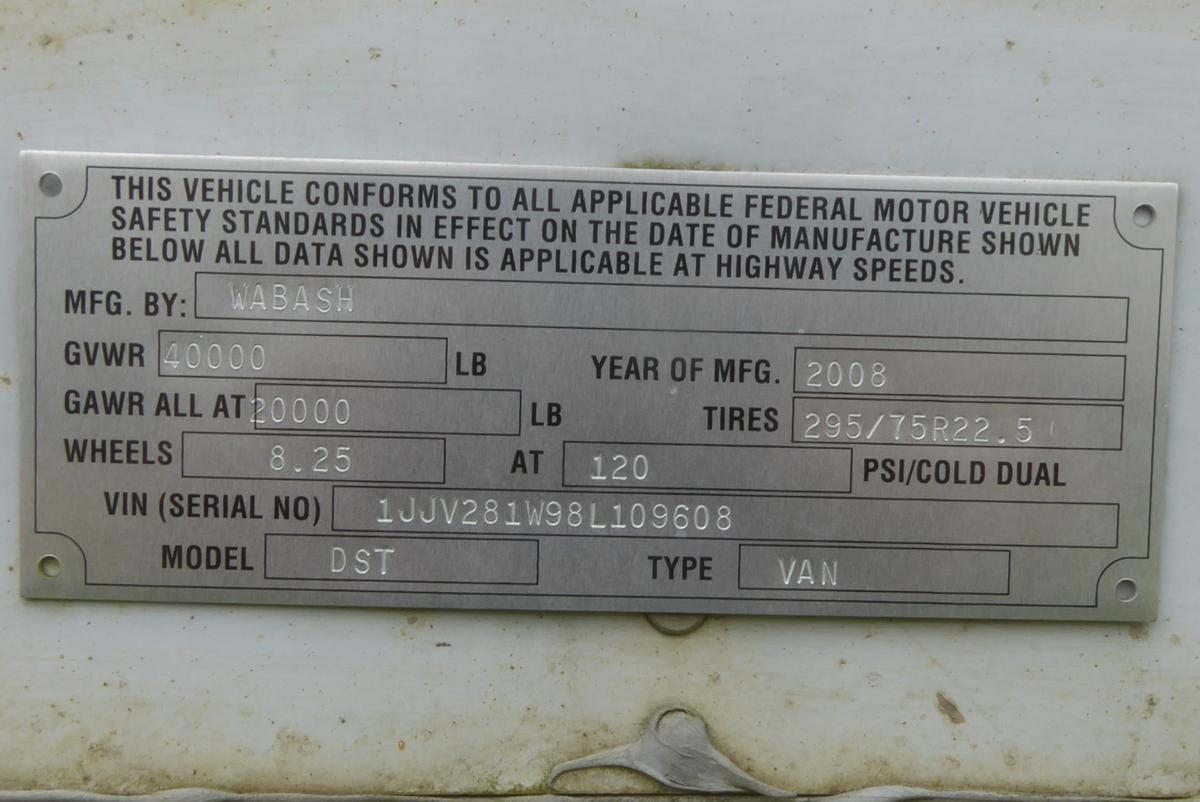 THIS VEHICLE CONFORMS TO ALL APPLICABLE FEDERAL MOTOR VEHICLE
SAFETY STANDARDS IN EFFECT ON THE DATE OF MANUFACTURE SHOWN
BELOW ALL DATA SHOWN IS APPLICABLE AT HIGHWAY SPEEDS.
MFG. BY: WABASH
GVWR 40000 LB YEAR OF MFG. 2008
GAWR ALL AT 20000 LB TIRES 295/75R22.5
WHEELS 8.25 AT 120 PSI/COLD DUAL
VIN (SERIAL NO) 1JJV281W98L109608
MODEL DST TYPE VAN